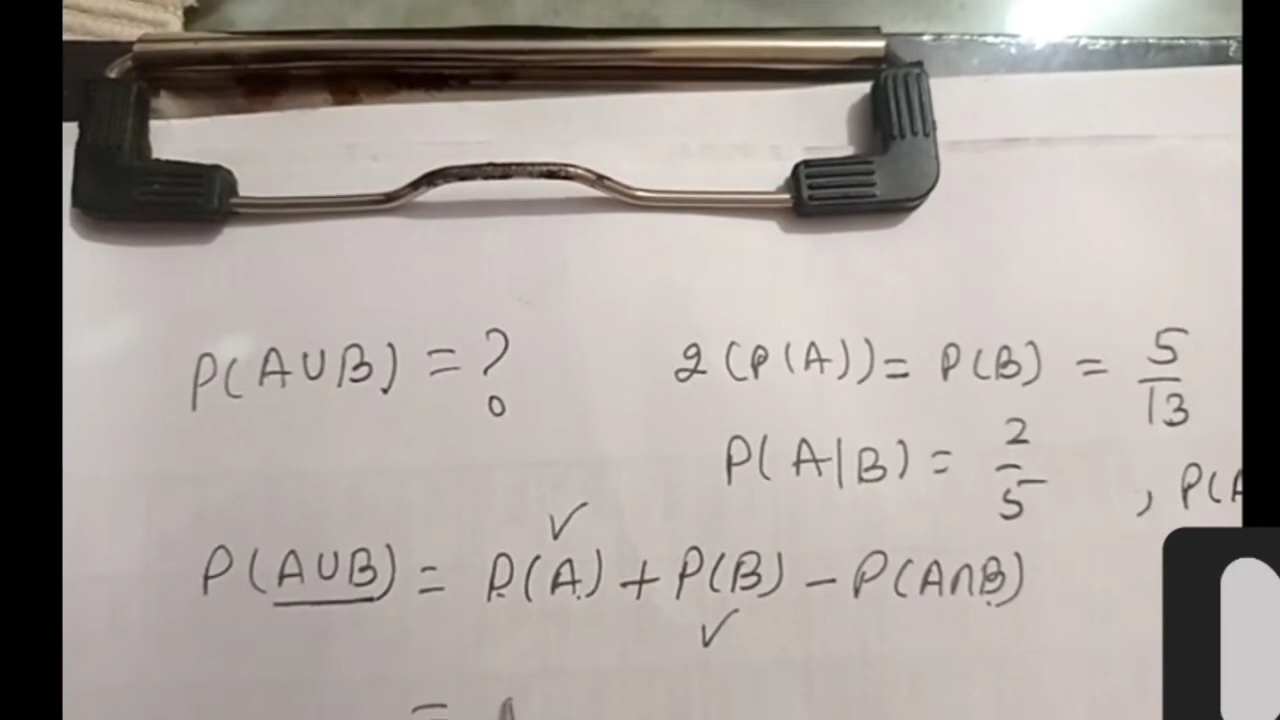 P(A∪B) = ?
2(P(A)) = P(B) = 5/13
P(A|B) = 2/5 , P(A
P(A∪B) = P(A) + P(B) - P(A∩B)
=